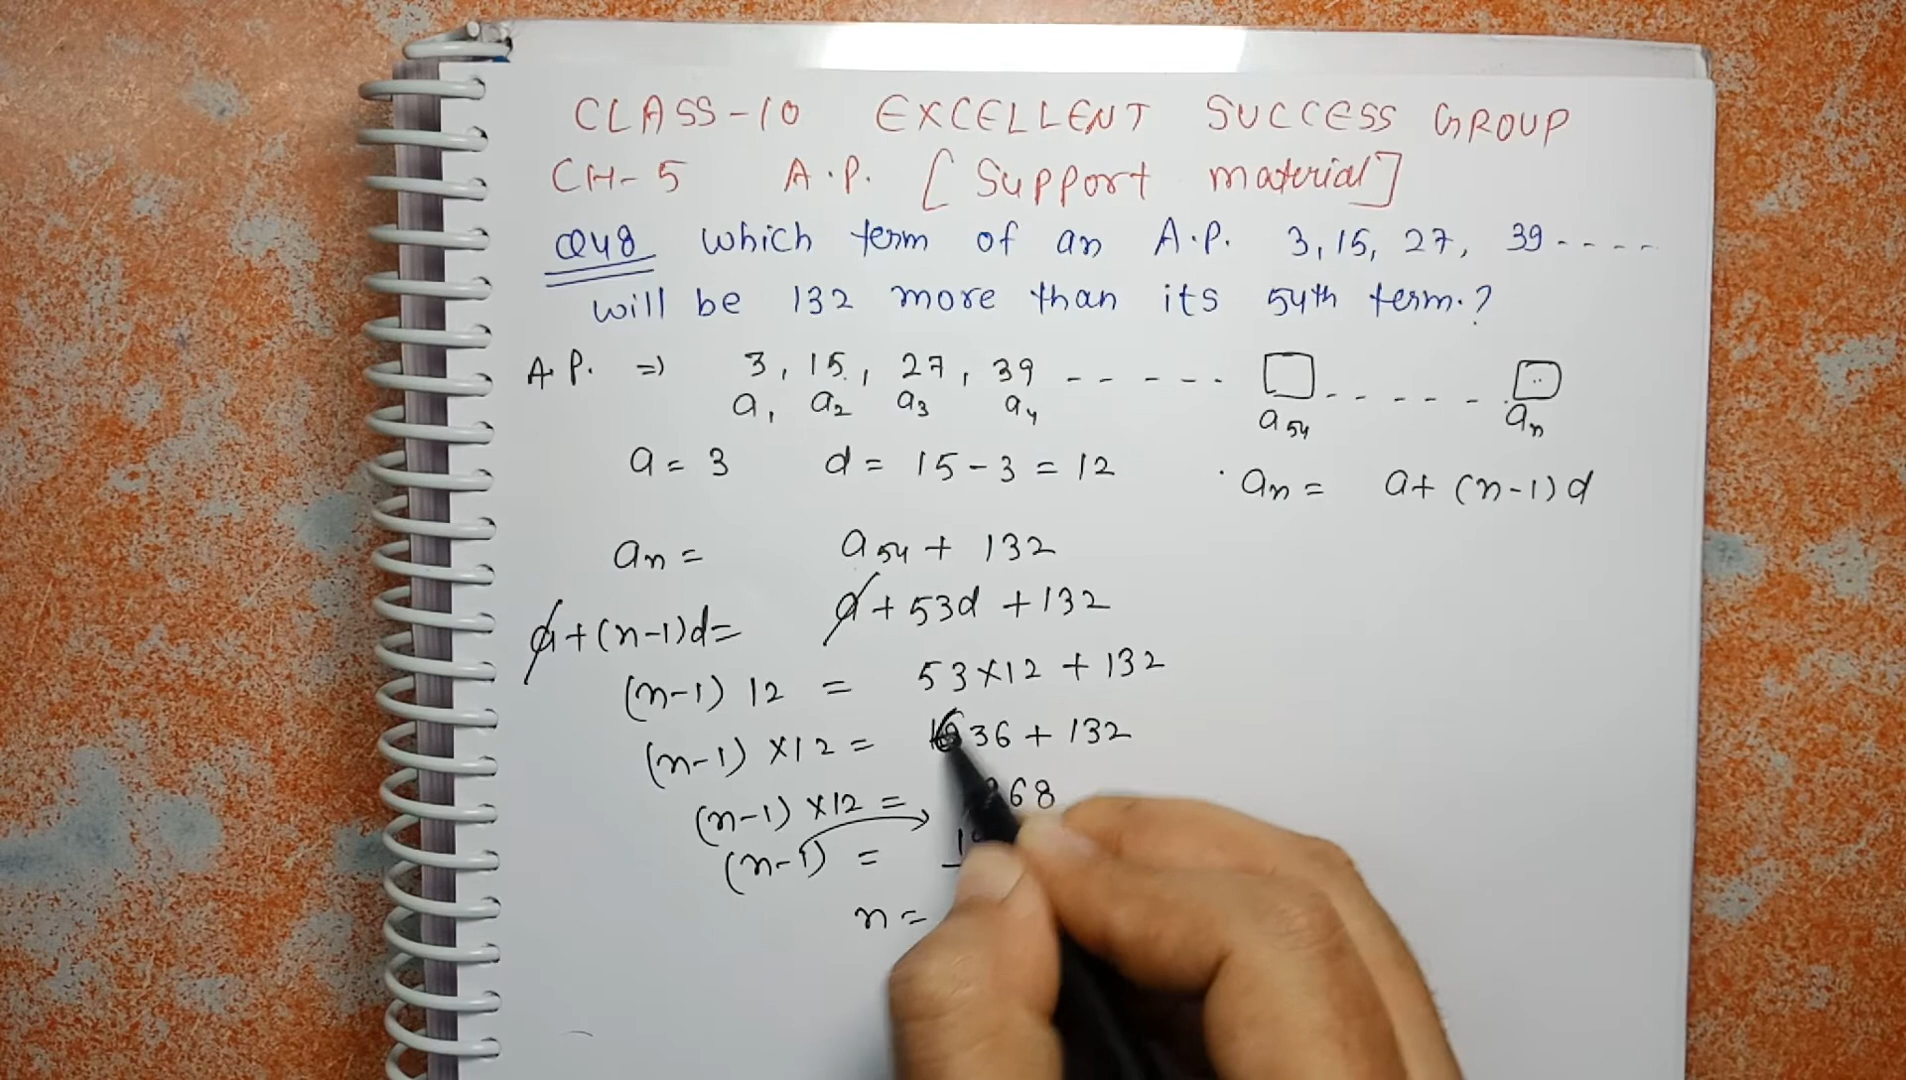 CLASS-10 EXCELLENT SUCCESS GROUP
CH-5 A.P. [Support material]
Q48 Which term of an A.P. 3, 15, 27, 39----
will be 132 more than its 54th term.?
A.P. => 3, 15, 27, 39 ----- □ ----- □
a1 a2 a3 a4 a54 an
a = 3 d = 15-3 = 12 an = a+(n-1)d
an = a54 + 132
a+(n-1)d= a+53d+132
(n-1) 12 = 53×12+132
(n-1)×12= 36+132
(n-1)×12= 68
(n-1) =
n=